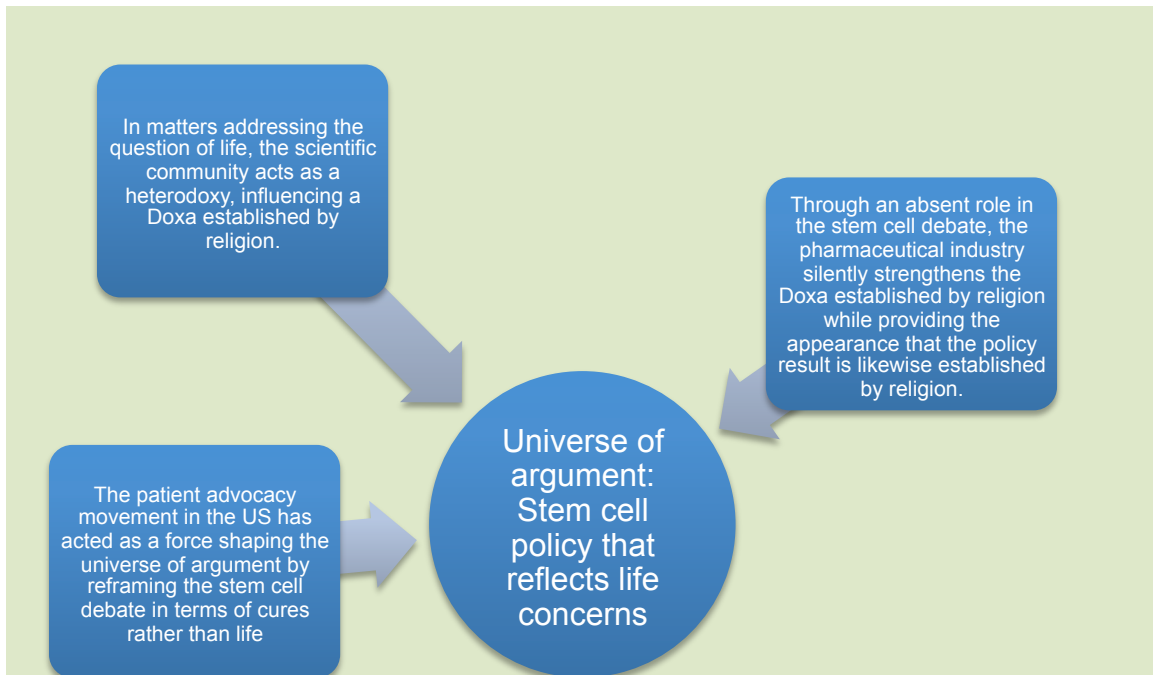 In matters addressing the
question of life, the scientific
community acts as a
heterodoxy, influencing a
Doxa established by
religion.
Through an absent role in
the stem cell debate, the
pharmaceutical industry
silently strengthens the
Doxa established by religion
while providing the
appearance that the policy
result is likewise established
by religion.
The patient advocacy
movement in the US has
acted as a force shaping the
universe of argument by
reframing the stem cell
debate in terms of cures
rather than life
Universe of
argument:
Stem cell
policy that
reflects life
concerns